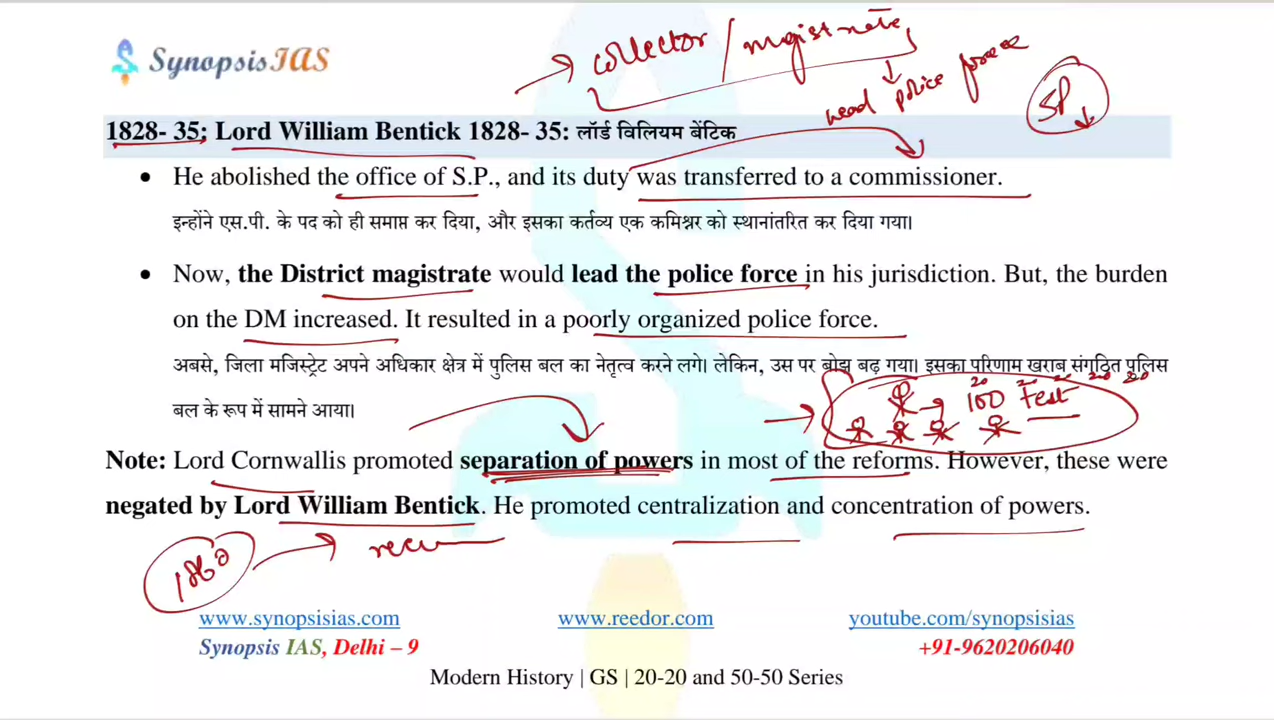 collector / magistrate
SynopsisIAS
head police force
SP
1828- 35; Lord William Bentick 1828- 35: लॉर्ड विलियम बेंटिक
• He abolished the office of S.P., and its duty was transferred to a commissioner.
इन्होंने एस.पी. के पद को ही समाप्त कर दिया, और इसका कर्तव्य एक कमिश्नर को स्थानांतरित कर दिया गया।
• Now, the District magistrate would lead the police force in his jurisdiction. But, the burden
on the DM increased. It resulted in a poorly organized police force.
अबसे, जिला मजिस्ट्रेट अपने अधिकार क्षेत्र में पुलिस बल का नेतृत्व करने लगे। लेकिन, उस पर बोझ बढ़ गया। इसका परिणाम खराब संगठित पुलिस
20 20 20 20 20
100 Test
बल के रूप में सामने आया।
Note: Lord Cornwallis promoted separation of powers in most of the reforms. However, these were
negated by Lord William Bentick. He promoted centralization and concentration of powers.
1860
www.synopsisias.com www.reedor.com youtube.com/synopsisias
Synopsis IAS, Delhi – 9 +91-9620206040
Modern History | GS | 20-20 and 50-50 Series